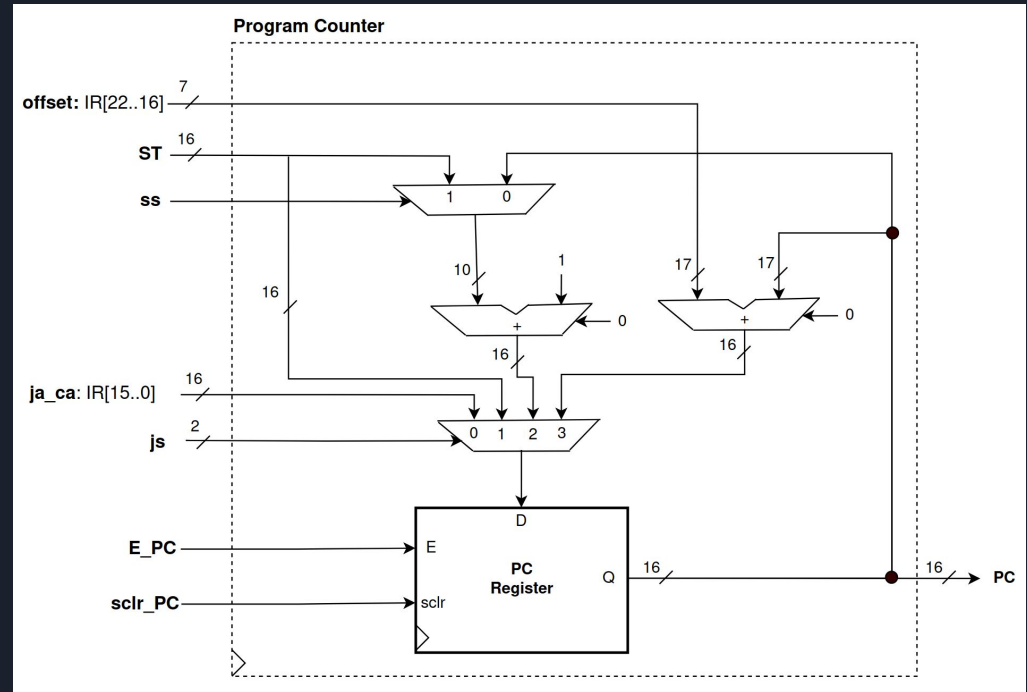 Program Counter
7
offset: IR[22..16]
16
ST
ss
1 0
10
1
17
17
16
+
0
+
0
16
16
16
ja_ca: IR[15..0]
2
js
0 1 2 3
D
E_PC
E
PC
Register
Q
16
16
PC
sclr_PC
sclr